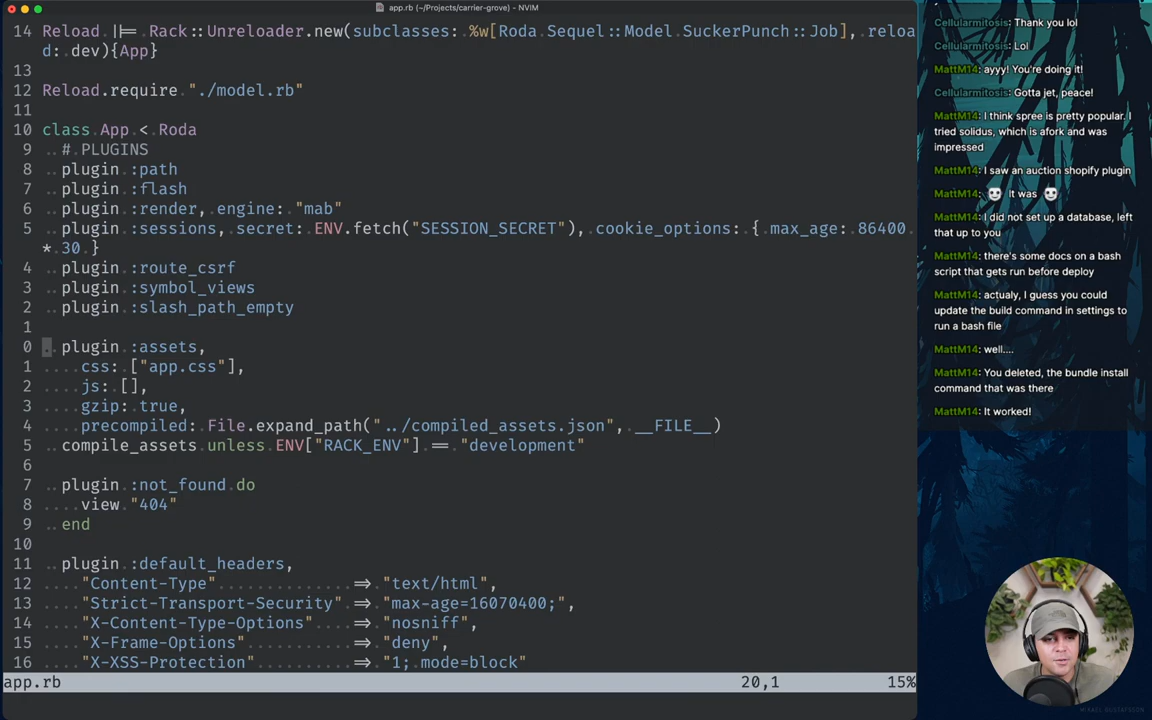 app.rb (~/Projects/carrier-grove) - NVIM
14 Reload ||= Rack::Unreloader.new(subclasses: %w[Roda Sequel::Model SuckerPunch::Job], reloa
d: dev){App}
13
12 Reload.require "./model.rb"
11
10 class App < Roda
9 # PLUGINS
8 plugin :path
7 plugin :flash
6 plugin :render, engine: "mab"
5 plugin :sessions, secret: ENV.fetch("SESSION_SECRET"), cookie_options: { max_age: 86400
* 30 }
4 plugin :route_csrf
3 plugin :symbol_views
2 plugin :slash_path_empty
1
0 plugin :assets,
1 css: ["app.css"],
2 js: [],
3 gzip: true,
4 precompiled: File.expand_path("../compiled_assets.json", __FILE__)
5 compile_assets unless ENV["RACK_ENV"] == "development"
6
7 plugin :not_found do
8 view "404"
9 end
10
11 plugin :default_headers,
12 "Content-Type" => "text/html",
13 "Strict-Transport-Security" => "max-age=16070400;",
14 "X-Content-Type-Options" => "nosniff",
15 "X-Frame-Options" => "deny",
16 "X-XSS-Protection" => "1; mode=block"
app.rb 20,1 15%
Cellularmitosis: Thank you lol
Cellularmitosis: Lol
MattM14: ayyy! You're doing it!
Cellularmitosis: Gotta jet, peace!
MattM14: I think spree is pretty popular. I
tried solidus, which is afork and was
impressed
MattM14: I saw an auction shopify plugin
MattM14: It was
MattM14: I did not set up a database, left
that up to you
MattM14: there's some docs on a bash
script that gets run before deploy
MattM14: actualy, I guess you could
update the build command in settings to
run a bash file
MattM14: well....
MattM14: You deleted, the bundle install
command that was there
MattM14: It worked!
MIKAEL GUSTAFSSON